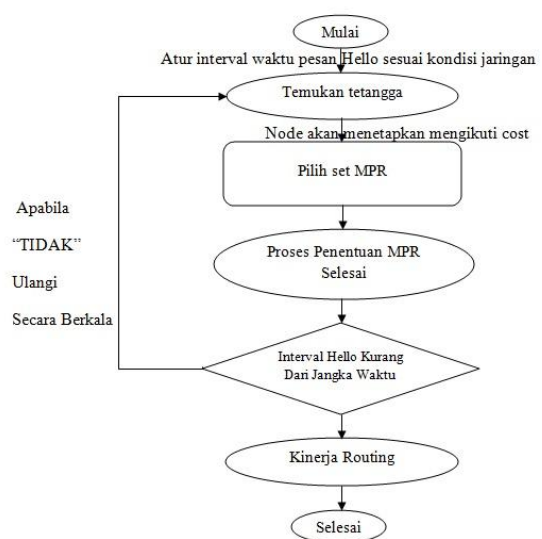 Mulai
Atur interval waktu pesan Hello sesuai kondisi jaringan
Temukan tetangga
Node akan menetapkan mengikuti cost
Pilih set MPR
Apabila
“TIDAK”
Ulangi
Secara Berkala
Proses Penentuan MPR
Selesai
Interval Hello Kurang
Dari Jangka Waktu
Kinerja Routing
Selesai